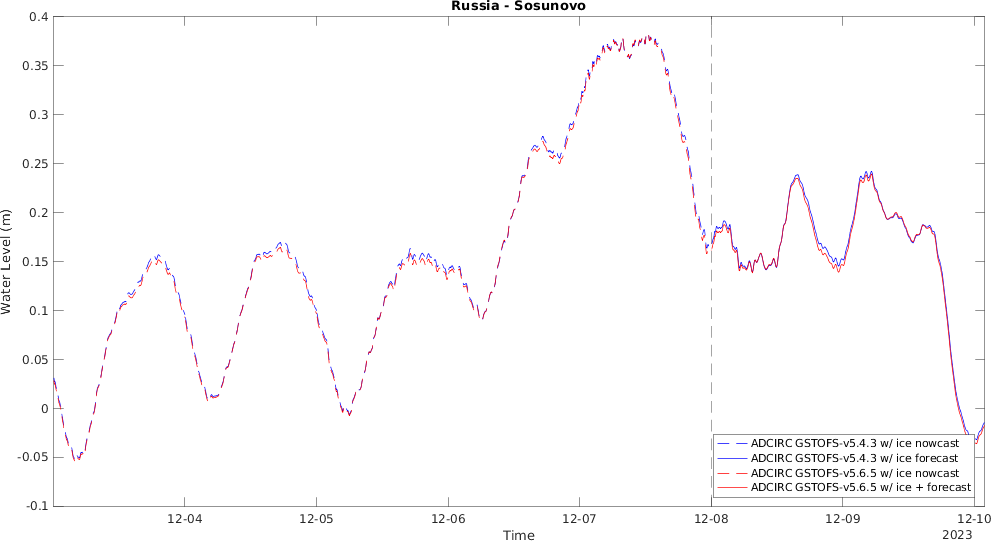 Russia - Sosunovo
0.4
0.35
0.3
0.25
0.2
0.15
0.1
0.05
0
-0.05
-0.1
Water Level (m)
12-04
12-05
12-06
12-07
12-08
12-09
12-10
Time
2023
ADCIRC GSTOFS-v5.4.3 w/ ice nowcast
ADCIRC GSTOFS-v5.4.3 w/ ice forecast
ADCIRC GSTOFS-v5.6.5 w/ ice nowcast
ADCIRC GSTOFS-v5.6.5 w/ ice + forecast